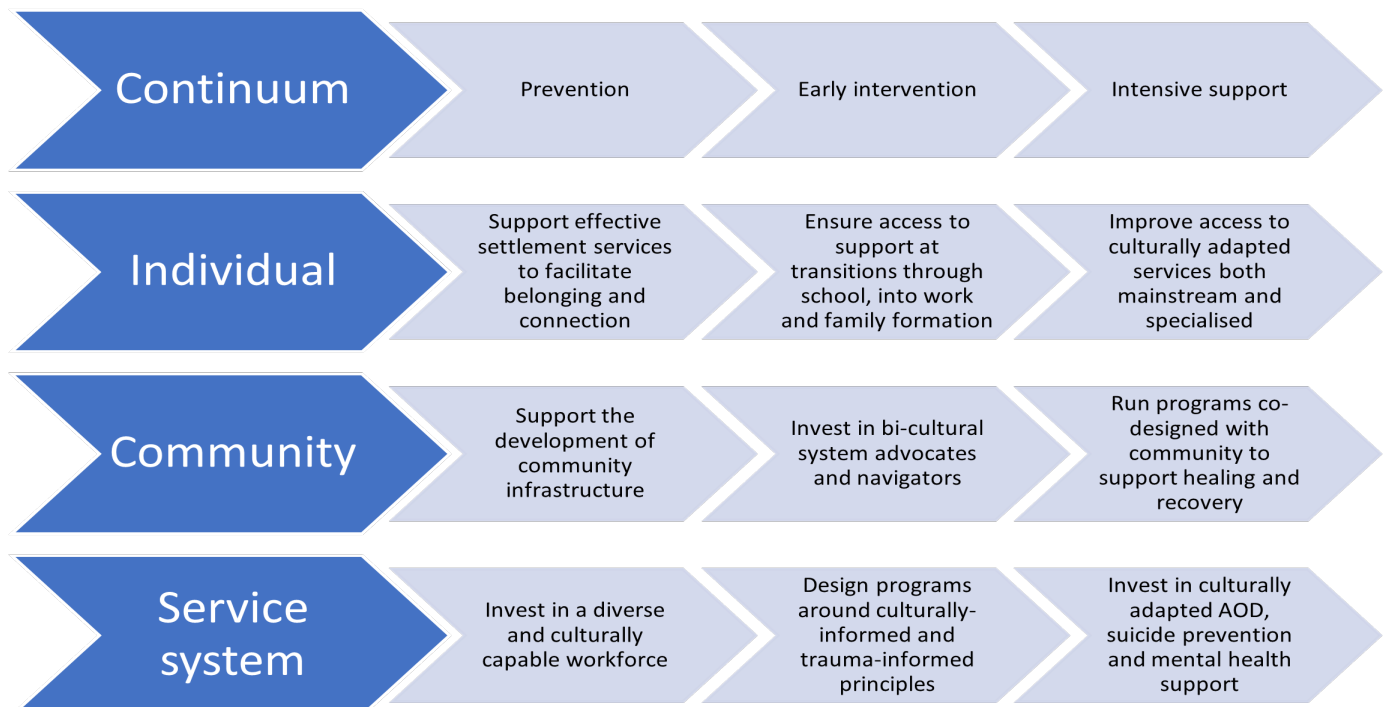 Continuum
Prevention
Early intervention
Intensive support
Individual
Support effective
settlement services
to facilitate
belonging and
connection
Ensure access to
support at
transitions through
school, into work
and family formation
Improve access to
culturally adapted
services both
mainstream and
specialised
Community
Support the
development of
community
infrastructure
Invest in bi-cultural
system advocates
and navigators
Run programs co-
designed with
community to
support healing and
recovery
Service
system
Invest in a diverse
and culturally
capable workforce
Design programs
around culturally-
informed and
trauma-informed
principles
Invest in culturally
adapted AOD,
suicide prevention
and mental health
support